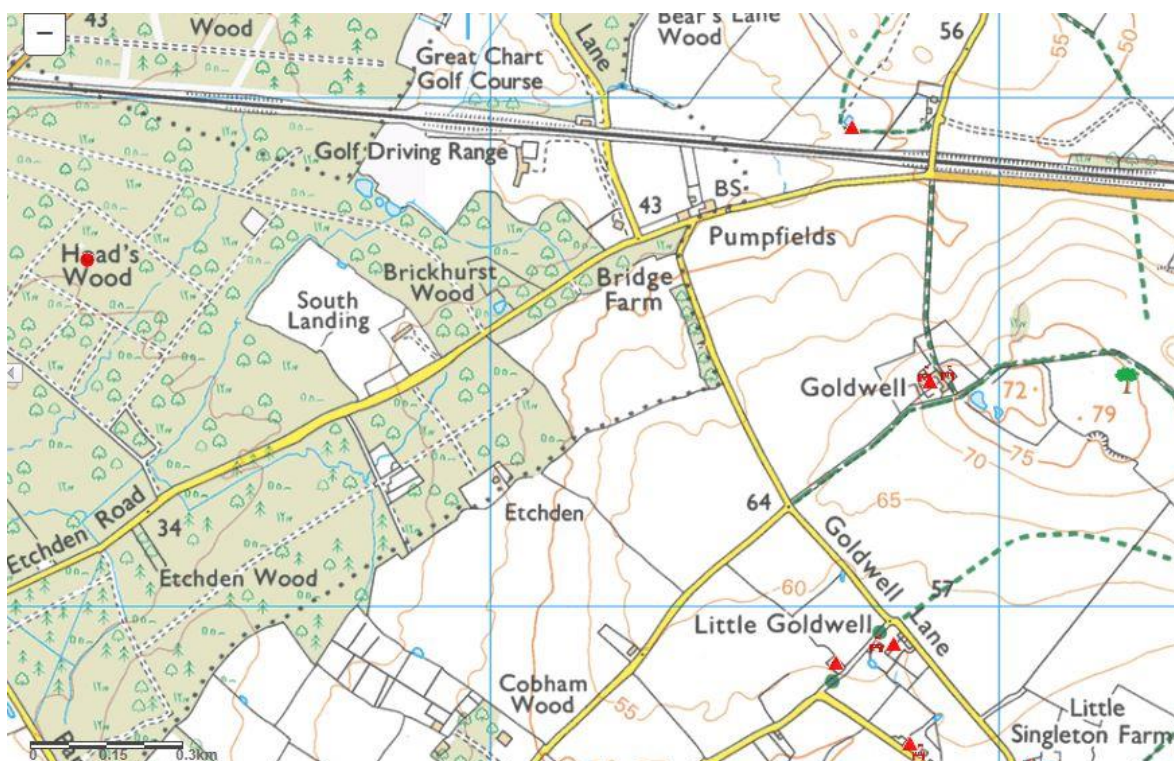 43
Wood
−
Great Chart
Golf Course
Lane
Bear's Lane
Wood
56
55
50
Golf Driving Range
43
BS
Pumpfields
Wood
Brickhurst
Wood
Bridge
Farm
South
Landing
Goldwell
72
79
70
75
65
64
Etchden
Etchden Road
34
Etchden Wood
60
Goldwell Lane
57
Little Goldwell
Cobham
Wood
55
Little
Singleton Farm
0 0.15 0.3km